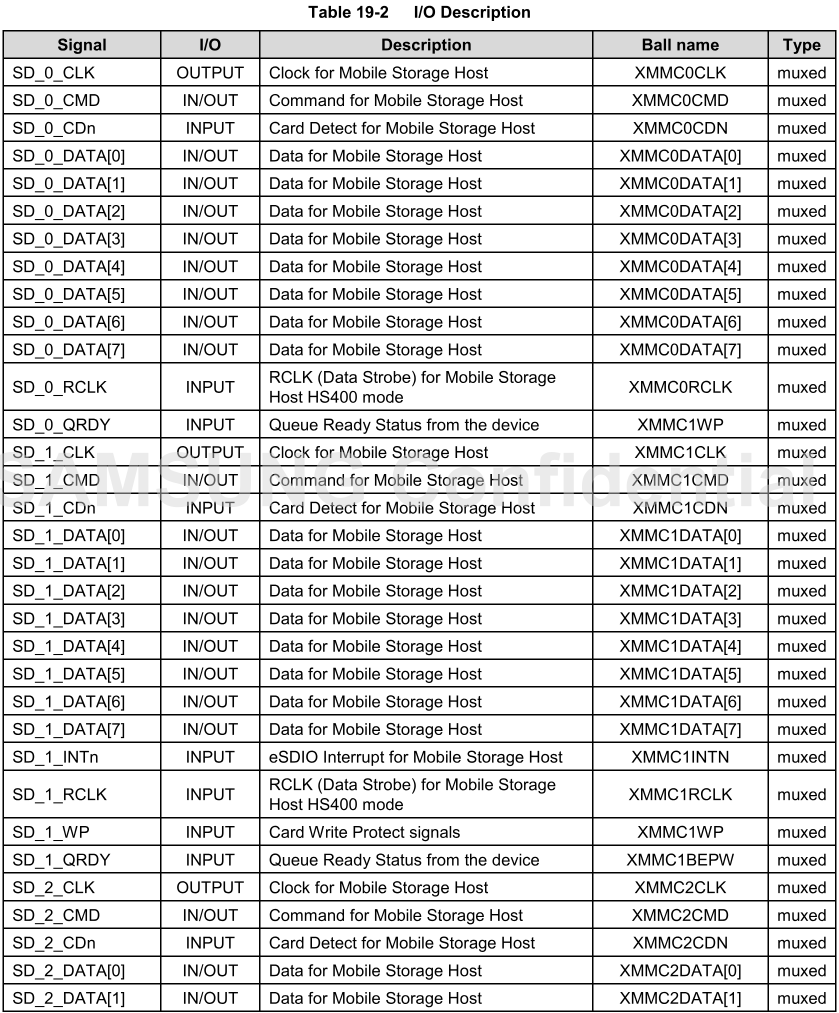 Table 19-2 I/O Description
Signal I/O Description Ball name Type
SD_0_CLK OUTPUT Clock for Mobile Storage Host XMMC0CLK muxed
SD_0_CMD IN/OUT Command for Mobile Storage Host XMMC0CMD muxed
SD_0_CDn INPUT Card Detect for Mobile Storage Host XMMC0CDN muxed
SD_0_DATA[0] IN/OUT Data for Mobile Storage Host XMMC0DATA[0] muxed
SD_0_DATA[1] IN/OUT Data for Mobile Storage Host XMMC0DATA[1] muxed
SD_0_DATA[2] IN/OUT Data for Mobile Storage Host XMMC0DATA[2] muxed
SD_0_DATA[3] IN/OUT Data for Mobile Storage Host XMMC0DATA[3] muxed
SD_0_DATA[4] IN/OUT Data for Mobile Storage Host XMMC0DATA[4] muxed
SD_0_DATA[5] IN/OUT Data for Mobile Storage Host XMMC0DATA[5] muxed
SD_0_DATA[6] IN/OUT Data for Mobile Storage Host XMMC0DATA[6] muxed
SD_0_DATA[7] IN/OUT Data for Mobile Storage Host XMMC0DATA[7] muxed
SD_0_RCLK INPUT RCLK (Data Strobe) for Mobile Storage
Host HS400 mode XMMC0RCLK muxed
SD_0_QRDY INPUT Queue Ready Status from the device XMMC1WP muxed
SD_1_CLK OUTPUT Clock for Mobile Storage Host XMMC1CLK muxed
SAMSUNG Confidential
SD_1_CMD IN/OUT Command for Mobile Storage Host XMMC1CMD muxed
SD_1_CDn INPUT Card Detect for Mobile Storage Host XMMC1CDN muxed
SD_1_DATA[0] IN/OUT Data for Mobile Storage Host XMMC1DATA[0] muxed
SD_1_DATA[1] IN/OUT Data for Mobile Storage Host XMMC1DATA[1] muxed
SD_1_DATA[2] IN/OUT Data for Mobile Storage Host XMMC1DATA[2] muxed
SD_1_DATA[3] IN/OUT Data for Mobile Storage Host XMMC1DATA[3] muxed
SD_1_DATA[4] IN/OUT Data for Mobile Storage Host XMMC1DATA[4] muxed
SD_1_DATA[5] IN/OUT Data for Mobile Storage Host XMMC1DATA[5] muxed
SD_1_DATA[6] IN/OUT Data for Mobile Storage Host XMMC1DATA[6] muxed
SD_1_DATA[7] IN/OUT Data for Mobile Storage Host XMMC1DATA[7] muxed
SD_1_INTn INPUT eSDIO Interrupt for Mobile Storage Host XMMC1INTN muxed
SD_1_RCLK INPUT RCLK (Data Strobe) for Mobile Storage
Host HS400 mode XMMC1RCLK muxed
SD_1_WP INPUT Card Write Protect signals XMMC1WP muxed
SD_1_QRDY INPUT Queue Ready Status from the device XMMC1BEPW muxed
SD_2_CLK OUTPUT Clock for Mobile Storage Host XMMC2CLK muxed
SD_2_CMD IN/OUT Command for Mobile Storage Host XMMC2CMD muxed
SD_2_CDn INPUT Card Detect for Mobile Storage Host XMMC2CDN muxed
SD_2_DATA[0] IN/OUT Data for Mobile Storage Host XMMC2DATA[0] muxed
SD_2_DATA[1] IN/OUT Data for Mobile Storage Host XMMC2DATA[1] muxed